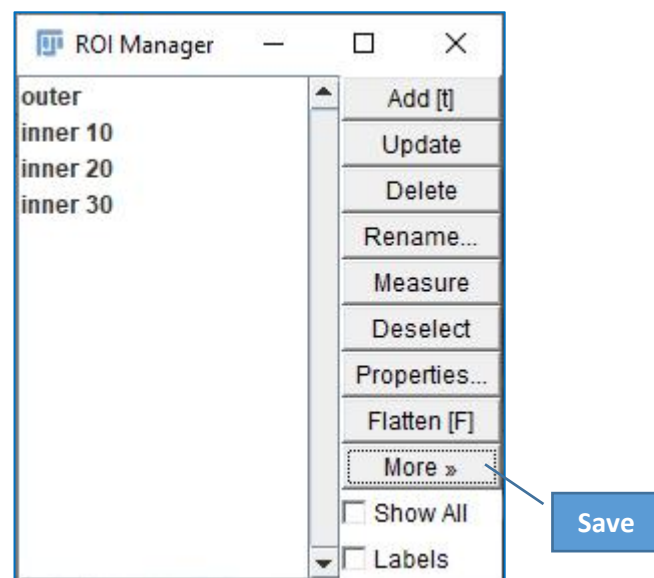 ROI Manager
outer
inner 10
inner 20
inner 30
Add [t]
Update
Delete
Rename...
Measure
Deselect
Properties...
Flatten [F]
More »
Show All
Labels
Save